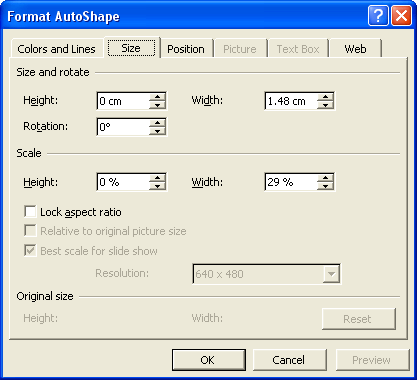 Format AutoShape
Colors and Lines Size Position Picture Text Box Web
Size and rotate
Height: 0 cm Width: 1.48 cm
Rotation: 0°
Scale
Height: 0 % Width: 29 %
Lock aspect ratio
Relative to original picture size
Best scale for slide show
Resolution: 640 x 480
Original size
Height: Width: Reset
OK Cancel Preview